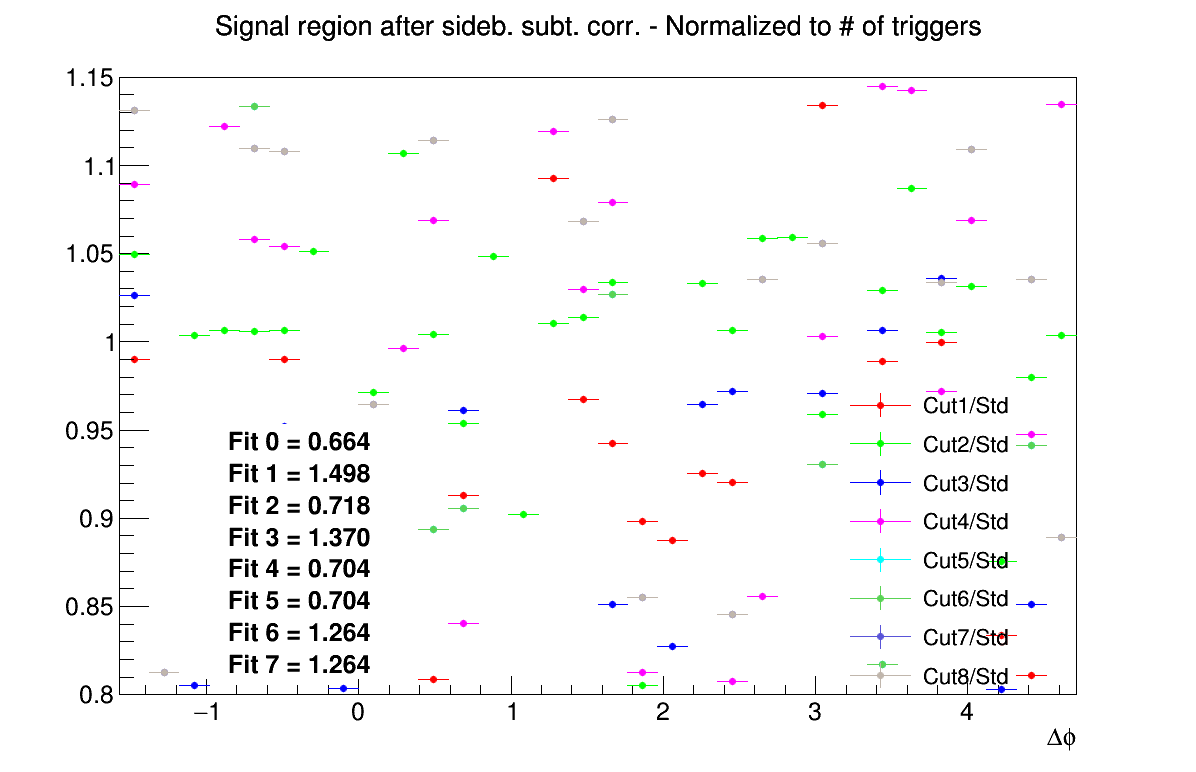 Signal region after sideb. subt. corr. - Normalized to # of triggers
1.15
1.1
1.05
1
0.95
0.9
0.85
0.8
Fit 0 = 0.664
Fit 1 = 1.498
Fit 2 = 0.718
Fit 3 = 1.370
Fit 4 = 0.704
Fit 5 = 0.704
Fit 6 = 1.264
Fit 7 = 1.264
Cut1/Std
Cut2/Std
Cut3/Std
Cut4/Std
Cut5/Std
Cut6/Std
Cut7/Std
Cut8/Std
−1 0 1 2 3 4
Δϕ